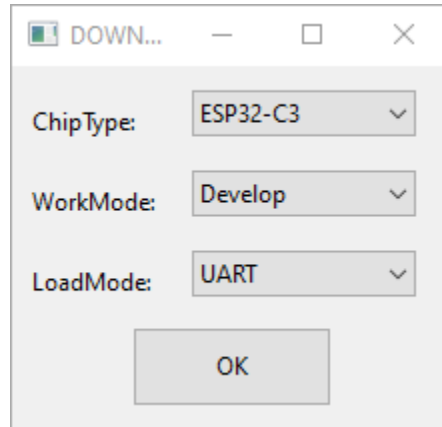 DOWN...
ChipType: ESP32-C3
WorkMode: Develop
LoadMode: UART
OK